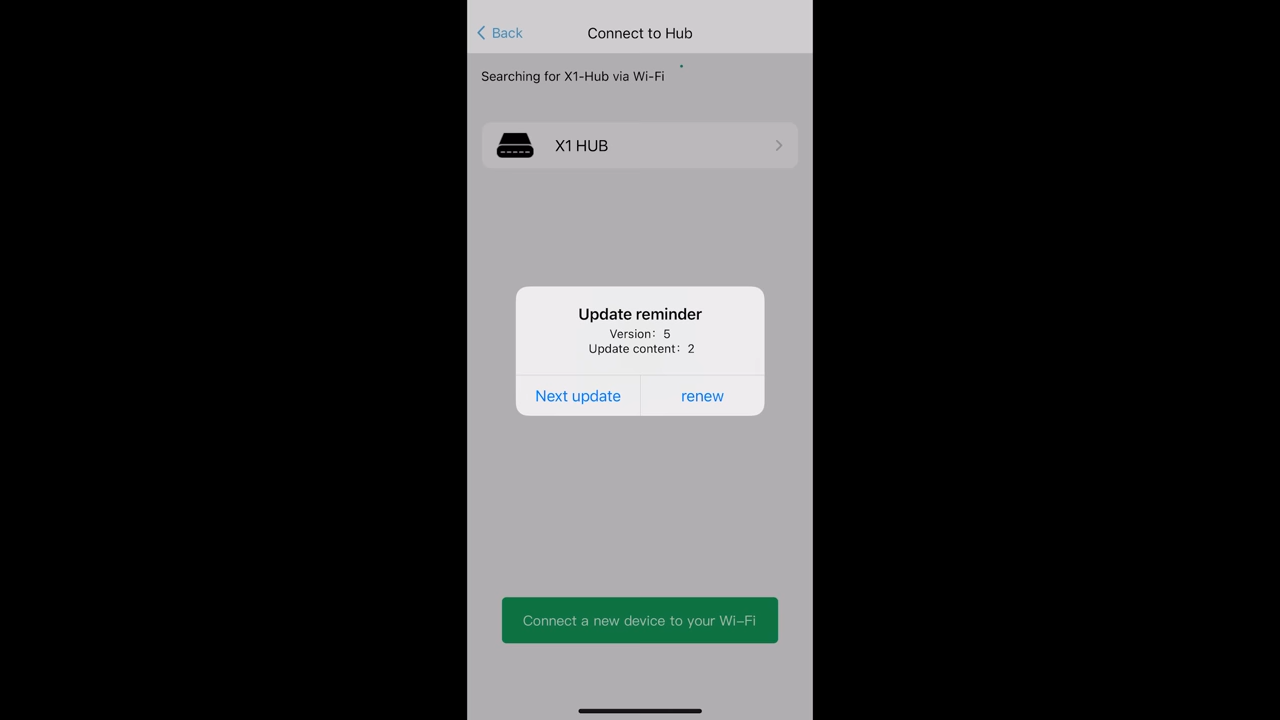 Back
Connect to Hub
Searching for X1-Hub via Wi-Fi
X1 HUB
Update reminder
Version: 5
Update content: 2
Next update
renew
Connect a new device to your Wi-Fi